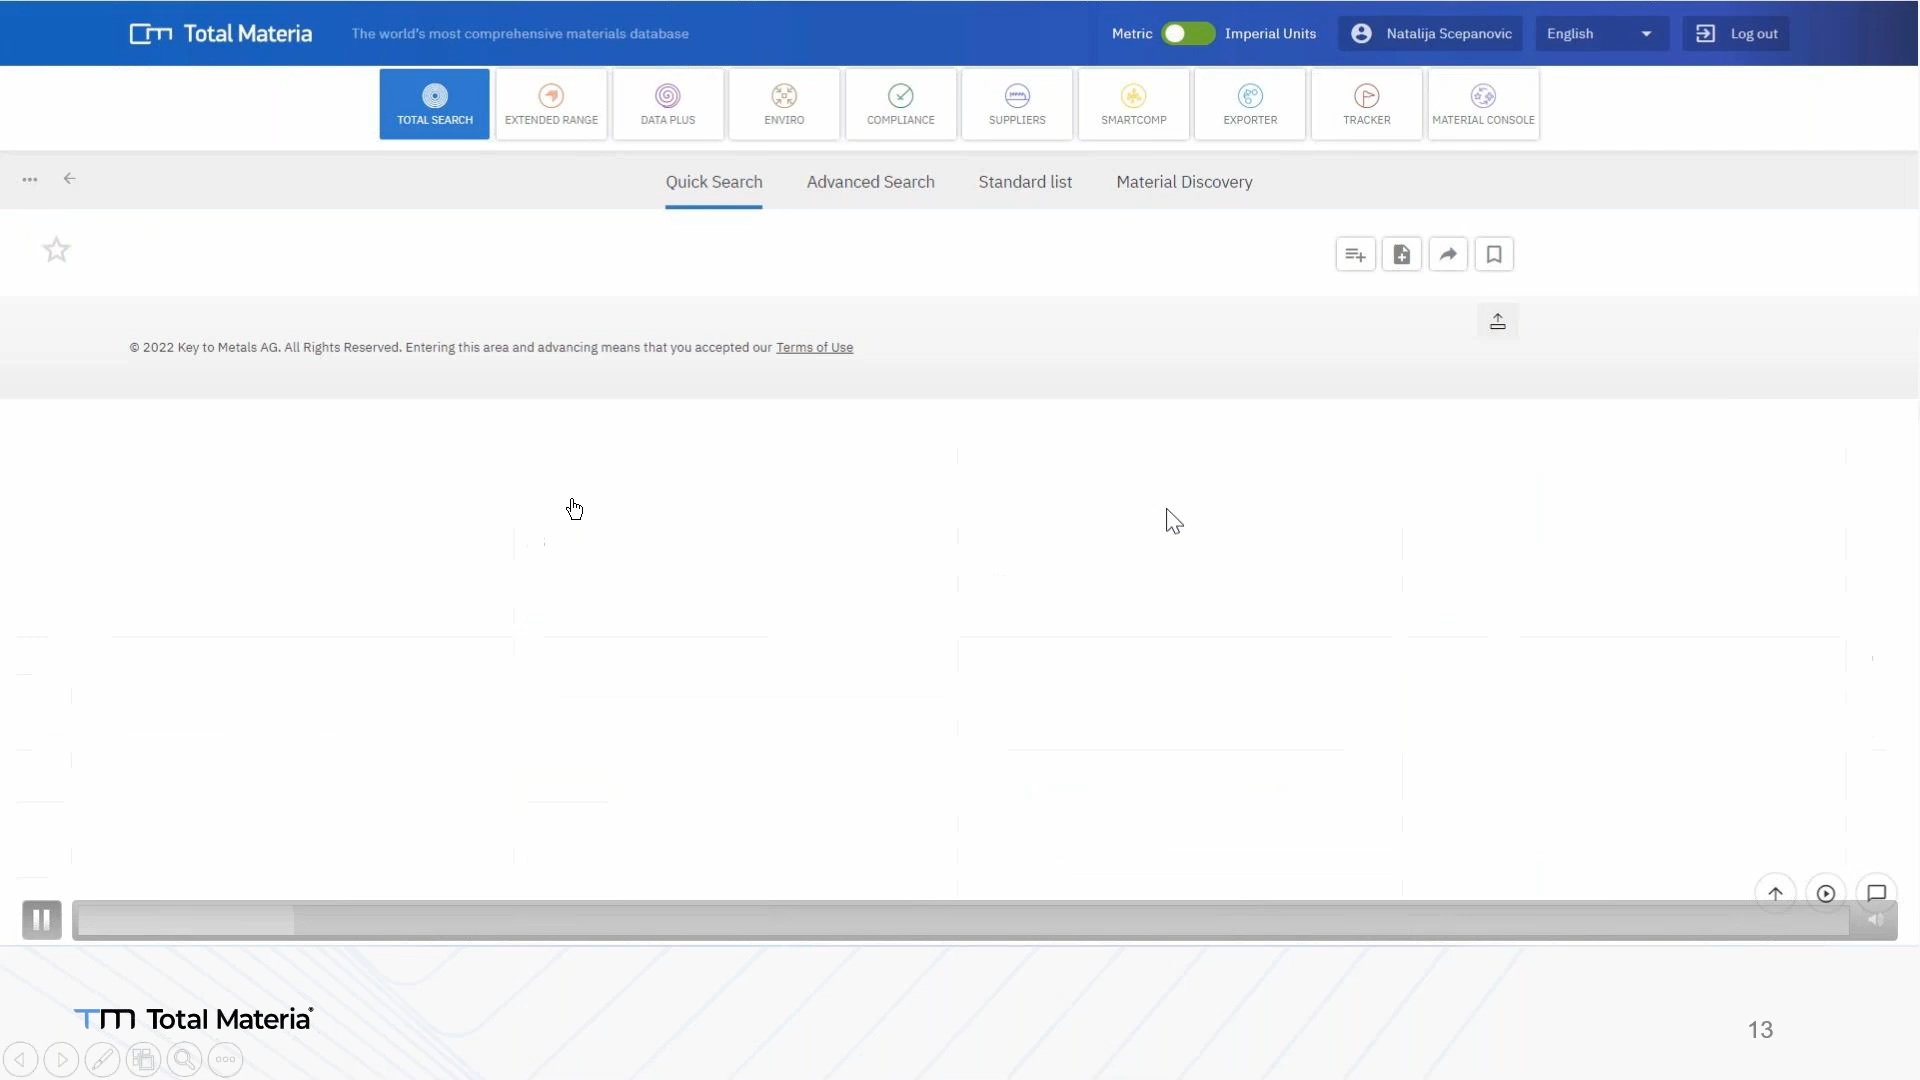 Total Materia
The world's most comprehensive materials database
Metric
Imperial Units
Natalija Scepanovic
English
Log out
TOTAL SEARCH
EXTENDED RANGE
DATA PLUS
ENVIRO
COMPLIANCE
SUPPLIERS
SMARTCOMP
EXPORTER
TRACKER
MATERIAL CONSOLE
Quick Search
Advanced Search
Standard list
Material Discovery
© 2022 Key to Metals AG. All Rights Reserved. Entering this area and advancing means that you accepted our Terms of Use
TM Total Materia®
13